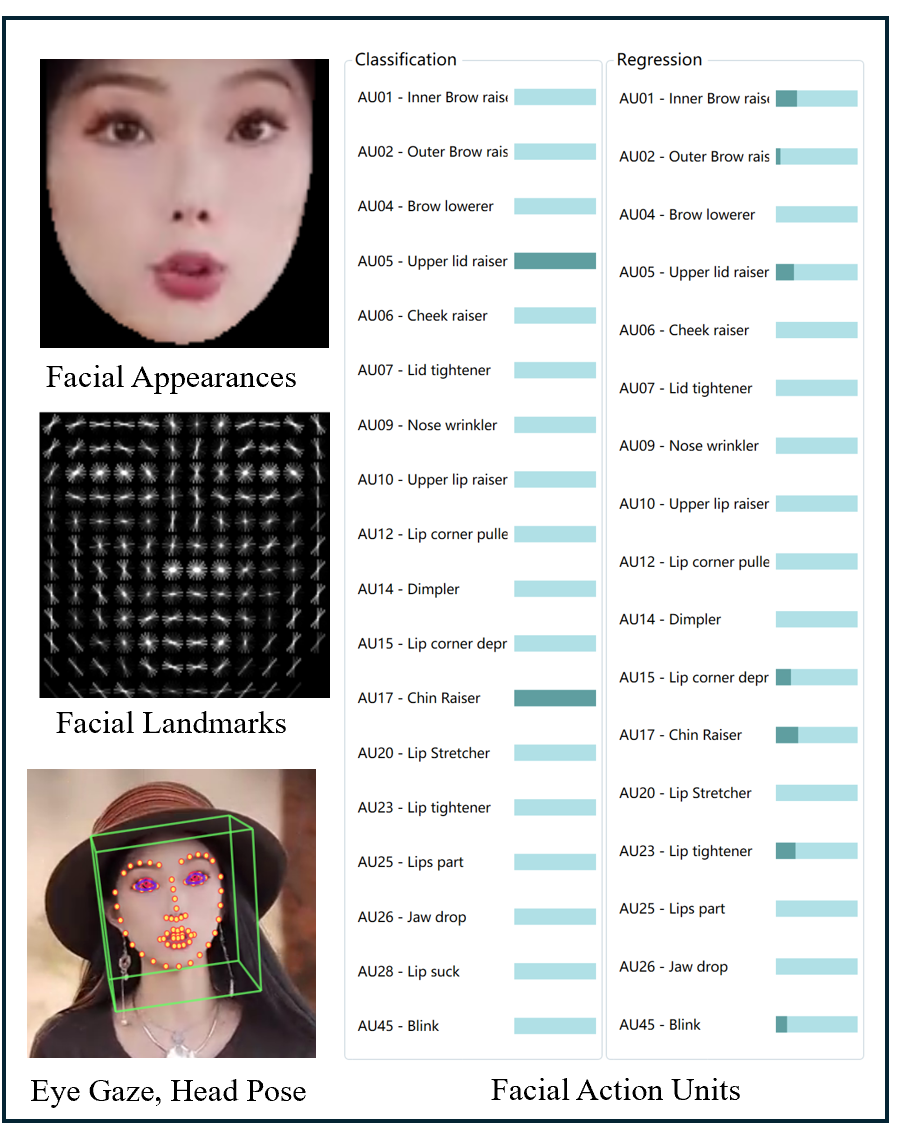 Facial Appearances
Facial Landmarks
Eye Gaze, Head Pose
Classification
AU01 - Inner Brow raise
AU02 - Outer Brow rais
AU04 - Brow lowerer
AU05 - Upper lid raiser
AU06 - Cheek raiser
AU07 - Lid tightener
AU09 - Nose wrinkler
AU10 - Upper lip raiser
AU12 - Lip corner pulle
AU14 - Dimpler
AU15 - Lip corner depr
AU17 - Chin Raiser
AU20 - Lip Stretcher
AU23 - Lip tightener
AU25 - Lips part
AU26 - Jaw drop
AU28 - Lip suck
AU45 - Blink
Regression
AU01 - Inner Brow raise
AU02 - Outer Brow rais
AU04 - Brow lowerer
AU05 - Upper lid raiser
AU06 - Cheek raiser
AU07 - Lid tightener
AU09 - Nose wrinkler
AU10 - Upper lip raiser
AU12 - Lip corner pulle
AU14 - Dimpler
AU15 - Lip corner depr
AU17 - Chin Raiser
AU20 - Lip Stretcher
AU23 - Lip tightener
AU25 - Lips part
AU26 - Jaw drop
AU45 - Blink
Facial Action Units